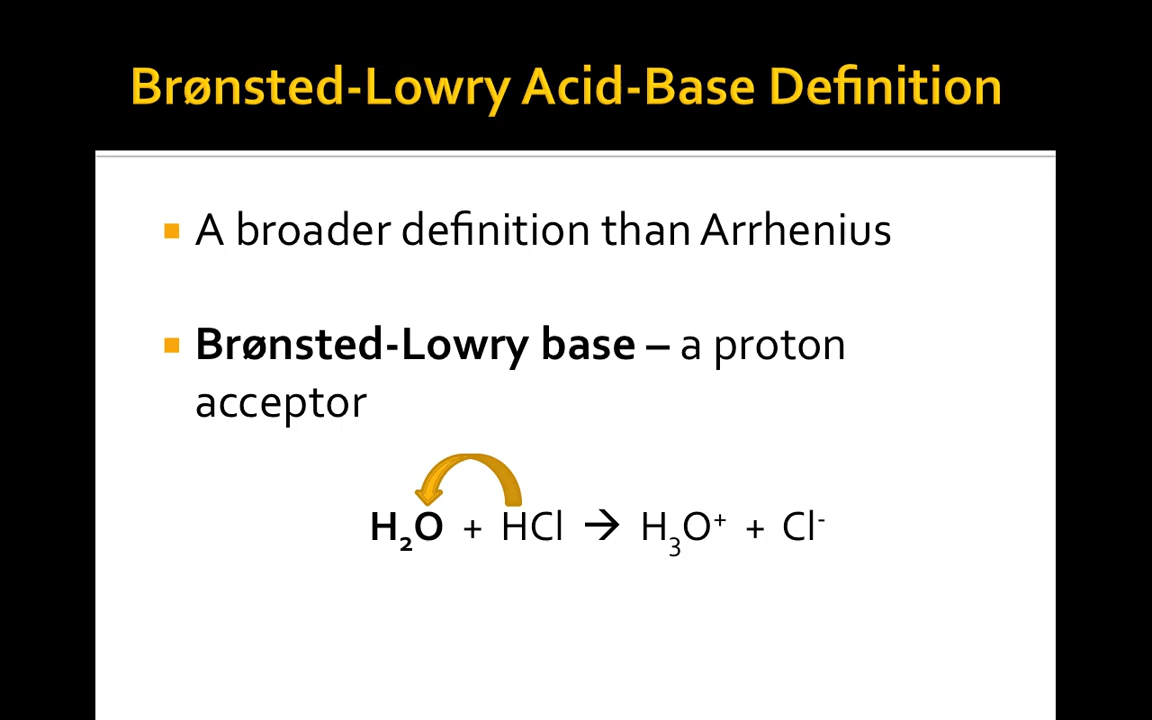 Brønsted-Lowry Acid-Base Definition
A broader definition than Arrhenius
Brønsted-Lowry base – a proton
acceptor
H₂O + HCl → H₃O⁺ + Cl⁻